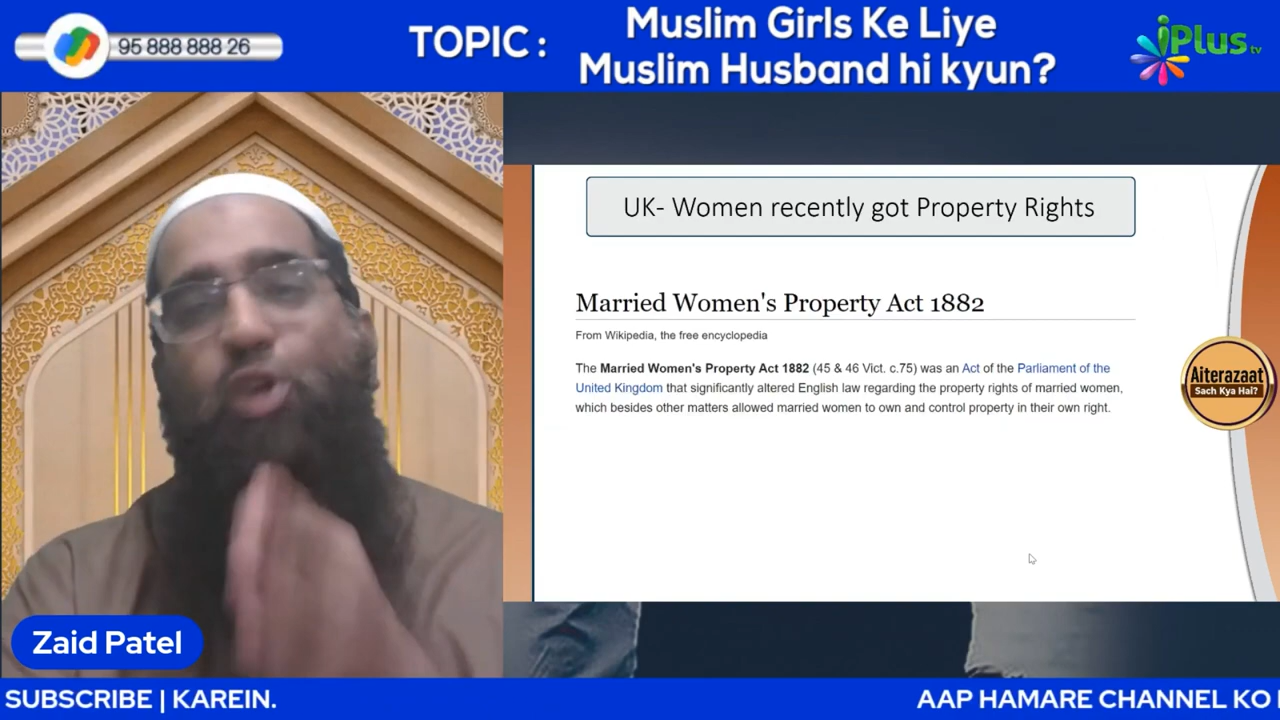 95 888 888 26
TOPIC :
Muslim Girls Ke Liye
Muslim Husband hi kyun?
iPlus tv
UK- Women recently got Property Rights
Married Women's Property Act 1882
From Wikipedia, the free encyclopedia
The Married Women's Property Act 1882 (45 & 46 Vict. c.75) was an Act of the Parliament of the
United Kingdom that significantly altered English law regarding the property rights of married women,
which besides other matters allowed married women to own and control property in their own right.
Aiterazaat
Sach Kya Hai?
Zaid Patel
SUBSCRIBE | KAREIN.
AAP HAMARE CHANNEL KO